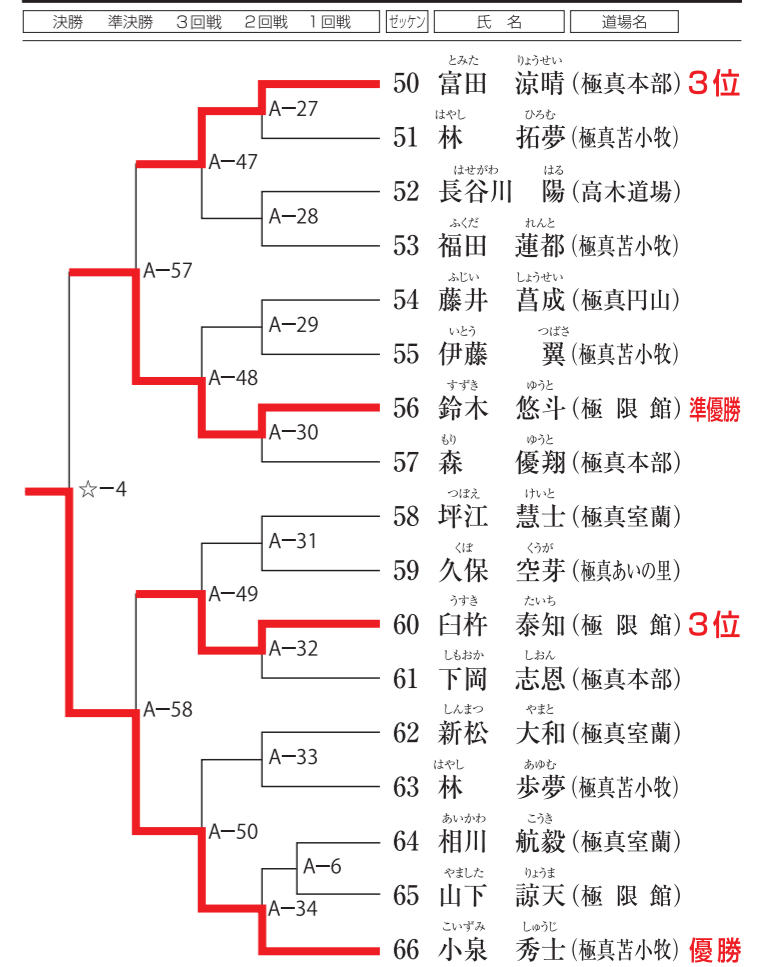 決勝 準決勝 3回戦 2回戦 1回戦 ゼッケン 氏 名 道場名
とみた りょうせい
50 富田 涼晴 (極真本部) 3位
A-27
はやし ひろむ
51 林 拓夢 (極真苫小牧)
A-47
はせがわ はる
52 長谷川 陽 (高木道場)
A-28
ふくだ れんと
53 福田 蓮都 (極真苫小牧)
A-57
ふじい しょうせい
54 藤井 菖成 (極真円山)
A-29
いとう つばさ
55 伊藤 翼 (極真苫小牧)
A-48
すずき ゆうと
56 鈴木 悠斗 (極限館) 準優勝
A-30
もり ゆうと
57 森 優翔 (極真本部)
☆-4
つぼえ けいと
58 坪江 慧士 (極真室蘭)
A-31
くぼ くうが
59 久保 空芽 (極真あいの里)
A-49
うすき たいち
60 臼杵 泰知 (極限館) 3位
A-32
しもおか しおん
61 下岡 志恩 (極真本部)
A-58
しんまつ やまと
62 新松 大和 (極真室蘭)
A-33
はやし あゆむ
63 林 歩夢 (極真苫小牧)
A-50
あいかわ こうき
64 相川 航毅 (極真室蘭)
A-6
やました りょうま
65 山下 諒天 (極限館)
A-34
こいずみ しゅうじ
66 小泉 秀士 (極真苫小牧) 優勝